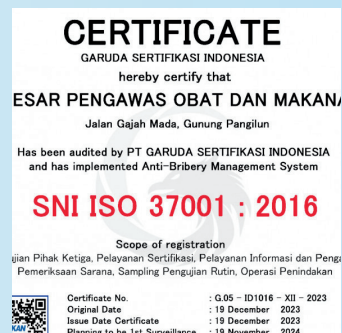 CERTIFICATE
GARUDA SERTIFIKASI INDONESIA
hereby certify that
ESAR PENGAWAS OBAT DAN MAKAN
Jalan Gajah Mada, Gunung Pangilun
Has been audited by PT GARUDA SERTIFIKASI INDONESIA
and has implemented Anti-Bribery Management System
SNI ISO 37001 : 2016
Scope of registration
ujian Pihak Ketiga, Pelayanan Sertifikasi, Pelayanan Informasi dan Penga
Pemeriksaan Sarana, Sampling Pengujian Rutin, Operasi Penindakan
Certificate No. : G.05 - ID1016 - XII - 2023
Original Date : 19 December 2023
Issue Date Certificate : 19 December 2023
Planning to be 1st Surveillance : 19 November 2024
KAN